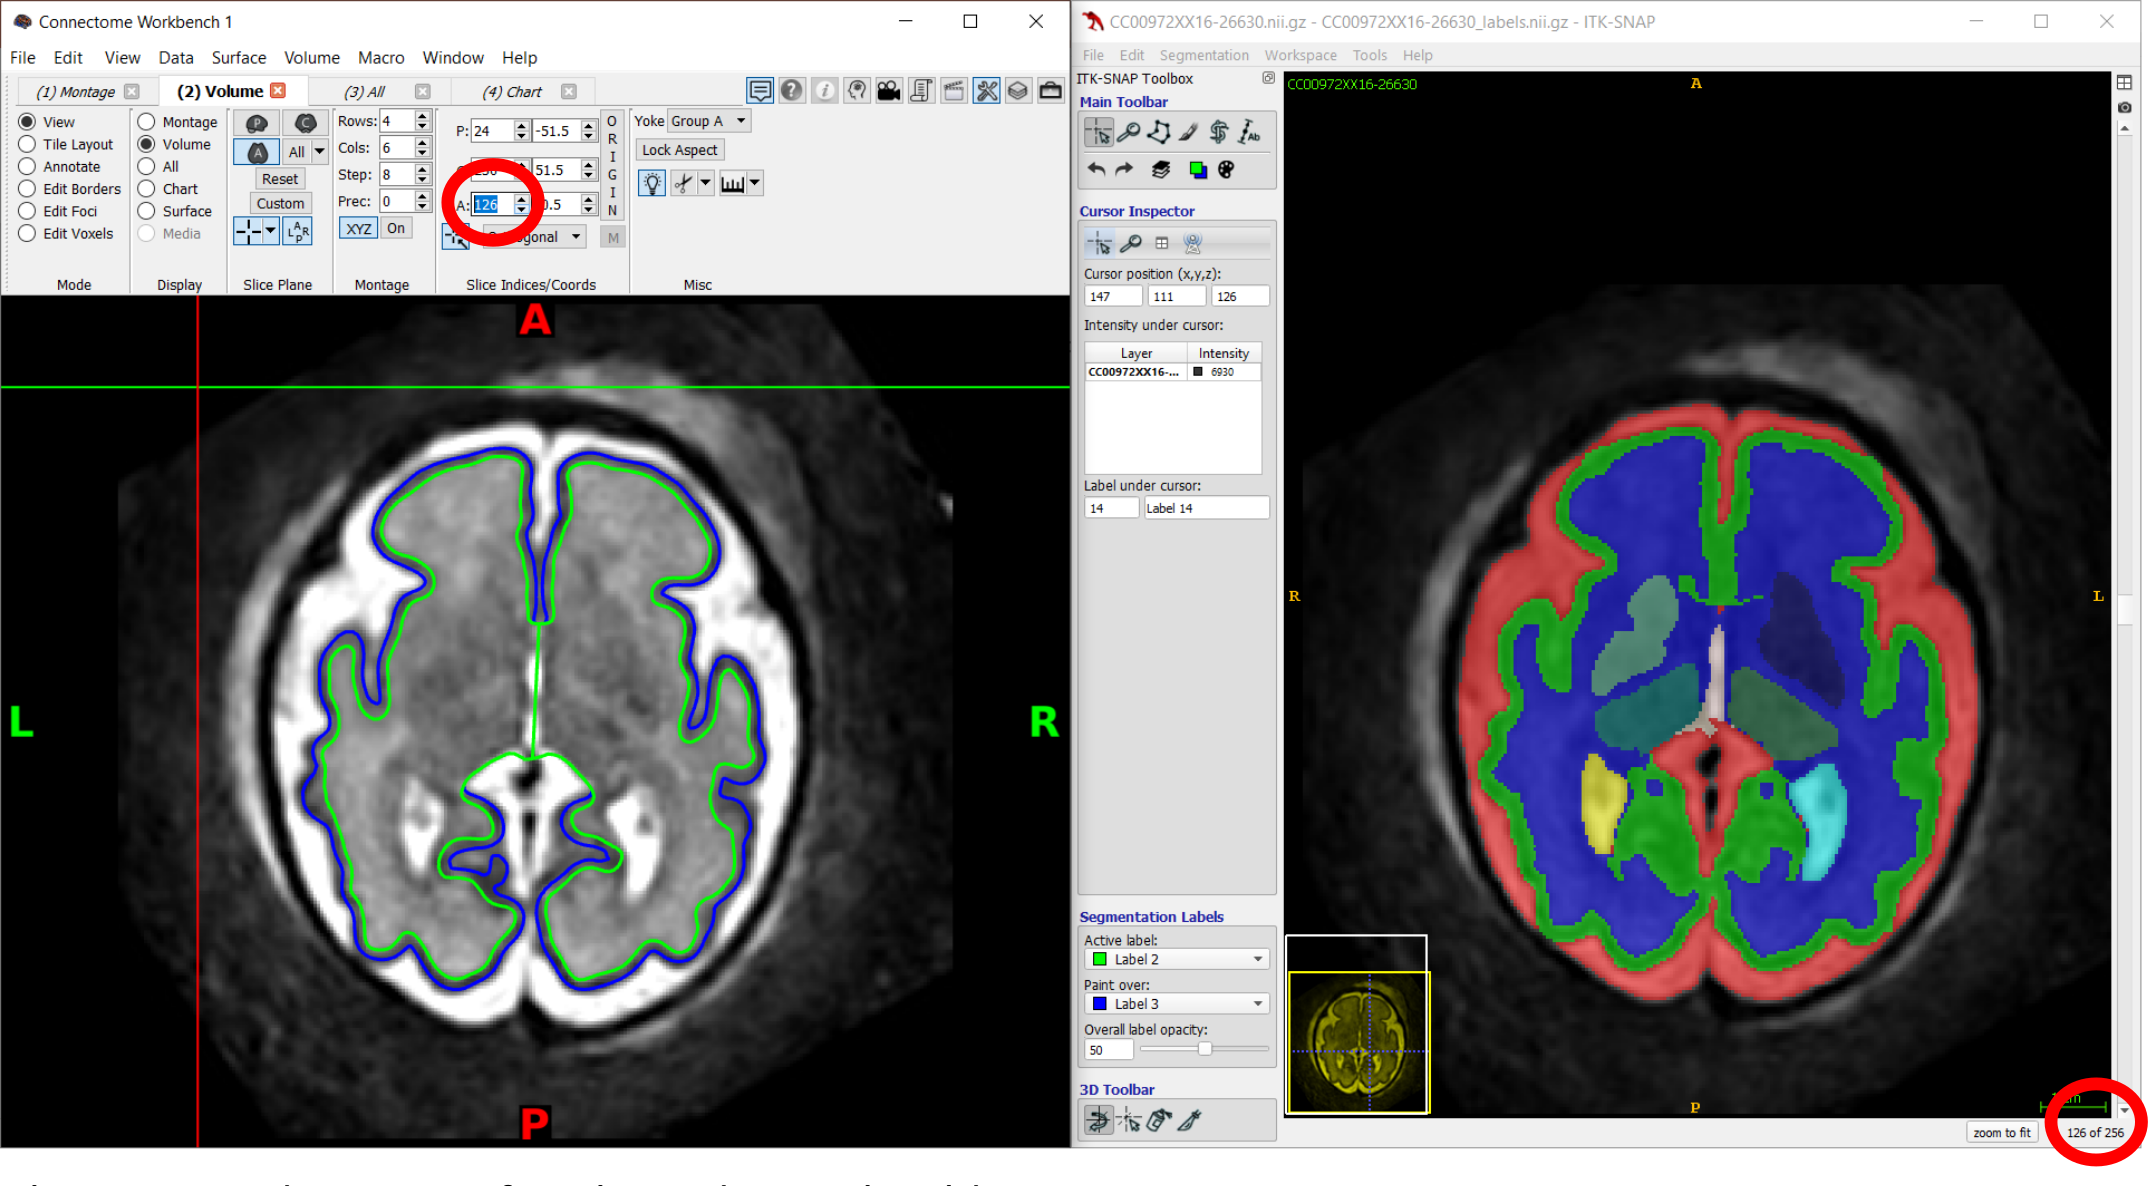 Connectome Workbench 1
File Edit View Data Surface Volume Macro Window Help
(1) Montage (2) Volume (3) All (4) Chart
View
Tile Layout
Annotate
Edit Borders
Edit Foci
Edit Voxels
Mode
Montage
Volume
All
Chart
Surface
Media
Display
P C
A All
Reset
Custom
L A R P
Slice Plane
Rows: 4
Cols: 6
Step: 8
Prec: 0
XYZ On
Montage
P: 24 -51.5
51.5
A: 126
ORIGIN
M
Slice Indices/Coords
Yoke Group A
Lock Aspect
Misc
A
L
R
P
CC00972XX16-26630.nii.gz - CC00972XX16-26630_labels.nii.gz - ITK-SNAP
File Edit Segmentation Workspace Tools Help
ITK-SNAP Toolbox
Main Toolbar
Ab
Cursor Inspector
Cursor position (x,y,z):
147 111 126
Intensity under cursor:
Layer Intensity
CC00972XX16-... 6930
Label under cursor:
14 Label 14
Segmentation Labels
Active label:
Label 2
Paint over:
Label 3
Overall label opacity:
50
3D Toolbar
CC00972XX16-26630
A
R
L
P
zoom to fit 126 of 256